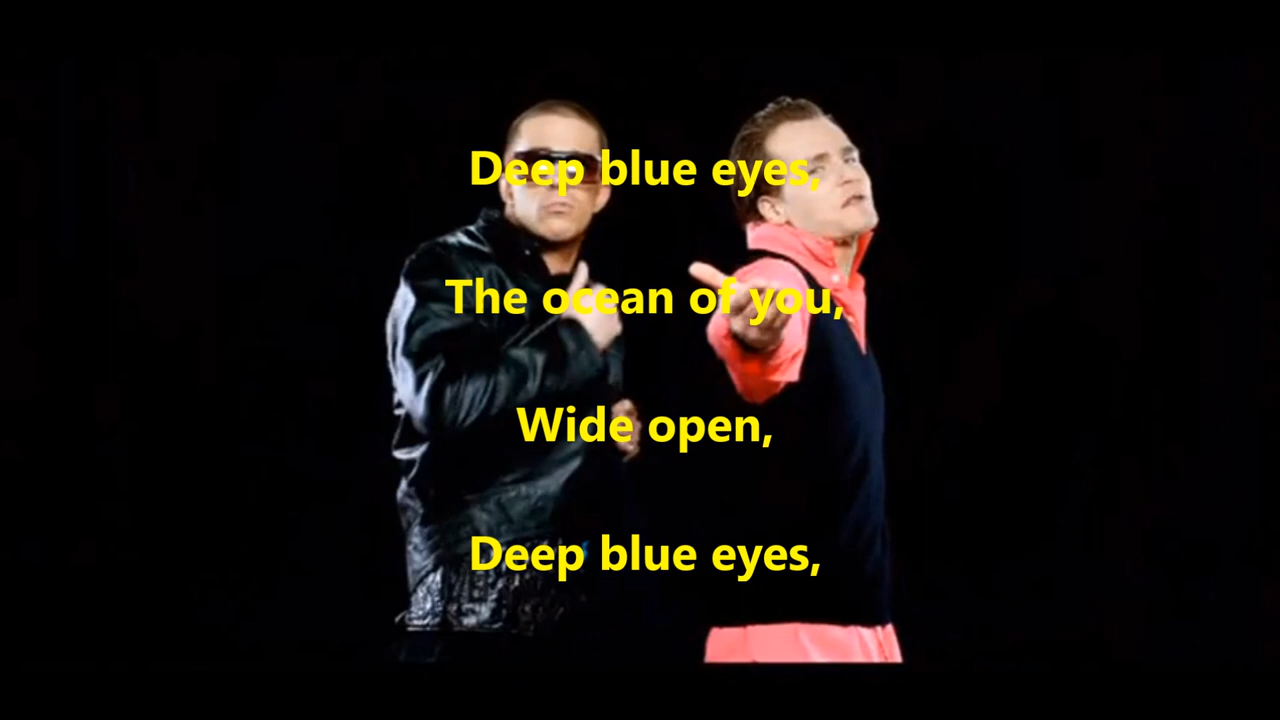 Deep blue eyes,
The ocean of you,
Wide open,
Deep blue eyes,